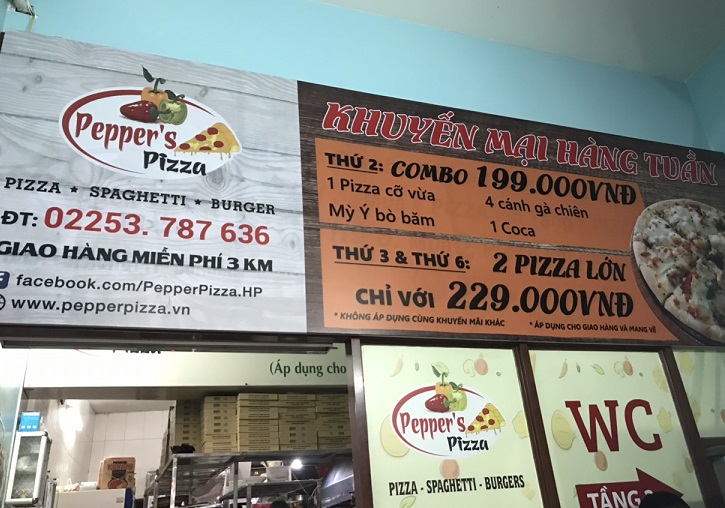 Pepper's
Pizza
PIZZA ★ SPAGHETTI ★ BURGER
ĐT: 02253. 787 636
GIAO HÀNG MIỄN PHÍ 3 KM
facebook.com/PepperPizza.HP
www.pepperpizza.vn
KHUYẾN MẠI HÀNG TUẦN
THỨ 2: COMBO 199.000VNĐ
1 Pizza cỡ vừa
4 cánh gà chiên
Mỳ Ý bò băm
1 Coca
THỨ 3 & THỨ 6: 2 PIZZA LỚN
CHỈ VỚI 229.000VNĐ
* KHÔNG ÁP DỤNG CÙNG KHUYẾN MÃI KHÁC
* ÁP DỤNG CHO GIAO HÀNG VÀ MANG VỀ
(Áp dụng cho
Pepper's
Pizza
PIZZA - SPAGHETTI - BURGERS
WC
TẦNG